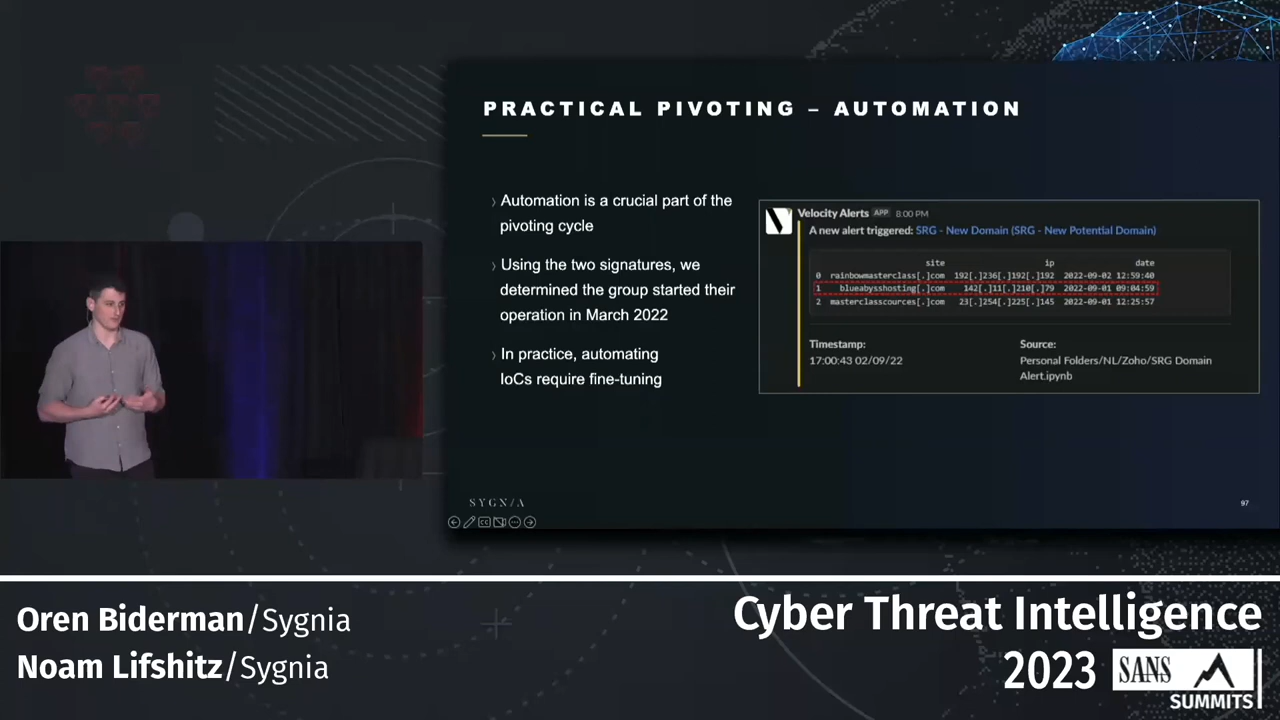 PRACTICAL PIVOTING – AUTOMATION
〉Automation is a crucial part of the
pivoting cycle
〉Using the two signatures, we
determined the group started their
operation in March 2022
〉In practice, automating
IoCs require fine-tuning
Velocity Alerts APP 8:00 PM
A new alert triggered: SRG - New Domain (SRG - New Potential Domain)
site ip date
0 rainbowmasterclass[.]com 192[.]236[.]192[.]192 2022-09-02 12:59:40
1 blueabysshosting[.]com 142[.]11[.]210[.]79 2022-09-01 09:04:59
2 masterclasscources[.]com 23[.]254[.]225[.]145 2022-09-01 12:25:57
Timestamp: Source:
17:00:43 02/09/22 Personal Folders/NL/Zoho/SRG Domain
Alert.ipynb
SYGNIA
97
CC
Oren Biderman/Sygnia
Noam Lifshitz/Sygnia
Cyber Threat Intelligence
2023 SANS
SUMMITS